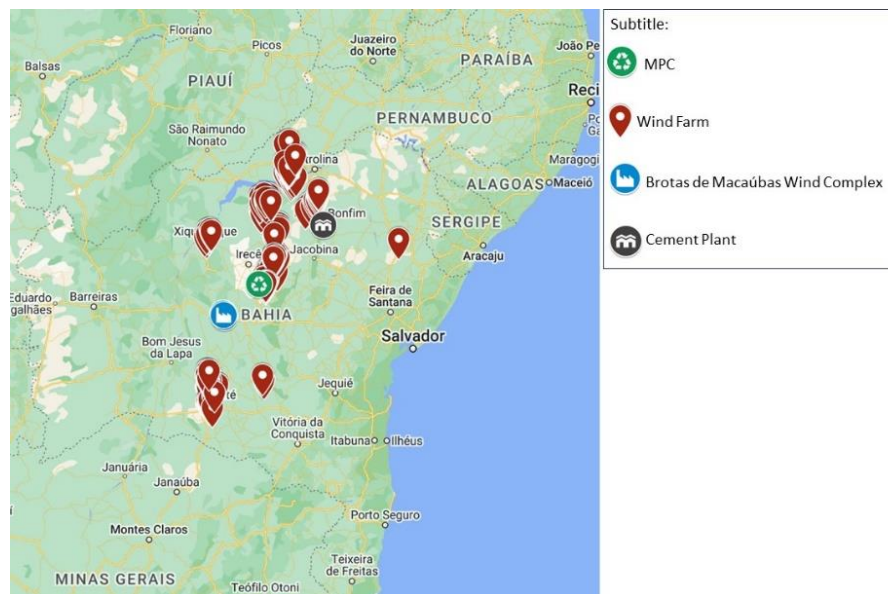 Subtitle:
MPC
Wind Farm
Brotas de Macaúbas Wind Complex
Cement Plant
Floriano
Picos
Juazeiro
do Norte
PARAÍBA
João Pe
Balsas
PIAUÍ
Reci
São Raimundo
Nonato
PERNAMBUCO
Maragogi
rolina
ALAGOAS
Maceió
Bonfim
SERGIPE
Xiq
que
Irecê
Jacobina
Aracaju
Eduardo
galhães
Barreiras
Feira de
Santana
BAHIA
Salvador
Bom Jesus
da Lapa
Jequié
Vitória da
Conquista
Itabuna
Ilhéus
Januária
Janaúba
Montes Claros
Porto Seguro
MINAS GERAIS
Teófilo Otoni
Teixeira
de Freitas